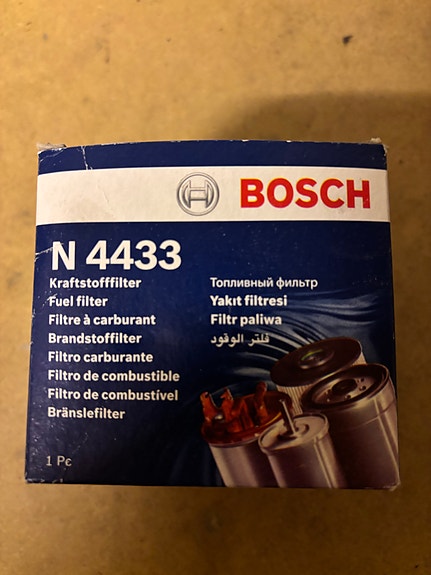 BOSCH
N 4433
Kraftstofffilter
Fuel filter
Filtre à carburant
Brandstoffilter
Filtro carburante
Filtro de combustible
Filtro de combustível
Bränslefilter
Топливный фильтр
Yakıt filtresi
Filtr paliwa
فلتر الوقود
1 Pc